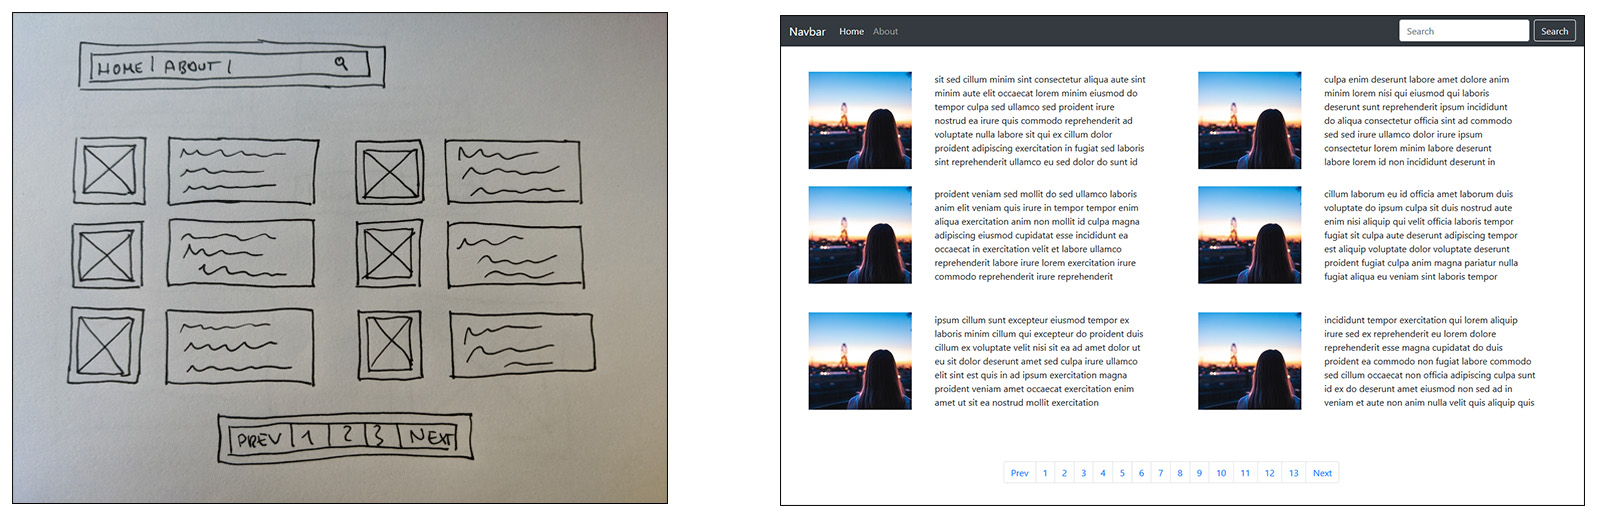 HOME | ABOUT |
PREV | 1 | 2 | 3 | NEXT
Navbar Home About Search Search
sit sed cillum minim sint consectetur aliqua aute sint
minim aute elit occaecat lorem minim eiusmod do
tempor culpa sed ullamco sed proident irure
nostrud ea irure quis commodo reprehenderit ad
voluptate nulla labore sit qui ex cillum dolor
proident adipiscing exercitation in fugiat sed laboris
sint reprehenderit ullamco eu sed dolor do sunt id
culpa enim deserunt labore amet dolore anim
minim lorem nisi qui eiusmod qui laboris
deserunt sunt reprehenderit ipsum incididunt
do aliqua consectetur officia sint ad commodo
sed sed irure ullamco dolor irure ipsum
consectetur lorem minim labore deserunt
labore lorem id non incididunt deserunt in
proident veniam sed mollit do sed ullamco laboris
anim elit veniam quis irure in tempor tempor enim
aliqua exercitation anim non mollit id culpa magna
adipiscing eiusmod cupidatat esse incididunt ea
occaecat in exercitation velit et labore ullamco
reprehenderit labore irure lorem exercitation irure
commodo reprehenderit irure reprehenderit
cillum laborum eu id officia amet laborum duis
voluptate do ipsum culpa sit duis nostrud aute
enim nisi aliquip qui velit officia laboris tempor
fugiat sit culpa aute deserunt adipiscing tempor
est aliquip voluptate dolor voluptate deserunt
proident fugiat culpa anim magna pariatur nulla
fugiat aliqua eu veniam sint laboris tempor
ipsum cillum sunt excepteur eiusmod tempor ex
laboris minim cillum qui excepteur do proident duis
cillum ex voluptate velit nisi sit ea ad amet dolor ut
eu sit dolor deserunt amet sed culpa irure ullamco
elit sint est quis in ad ipsum exercitation magna
proident veniam amet occaecat exercitation enim
amet ut sit ea nostrud mollit exercitation
incididunt tempor exercitation qui lorem aliquip
irure sed ex reprehenderit eu lorem dolore
reprehenderit esse magna cupidatat do duis
proident ea commodo non fugiat labore commodo
sed cillum occaecat non officia adipiscing culpa sunt
id ex do deserunt amet eiusmod non sed ad in
veniam et aute non anim nulla velit quis aliquip quis
Prev 1 2 3 4 5 6 7 8 9 10 11 12 13 Next